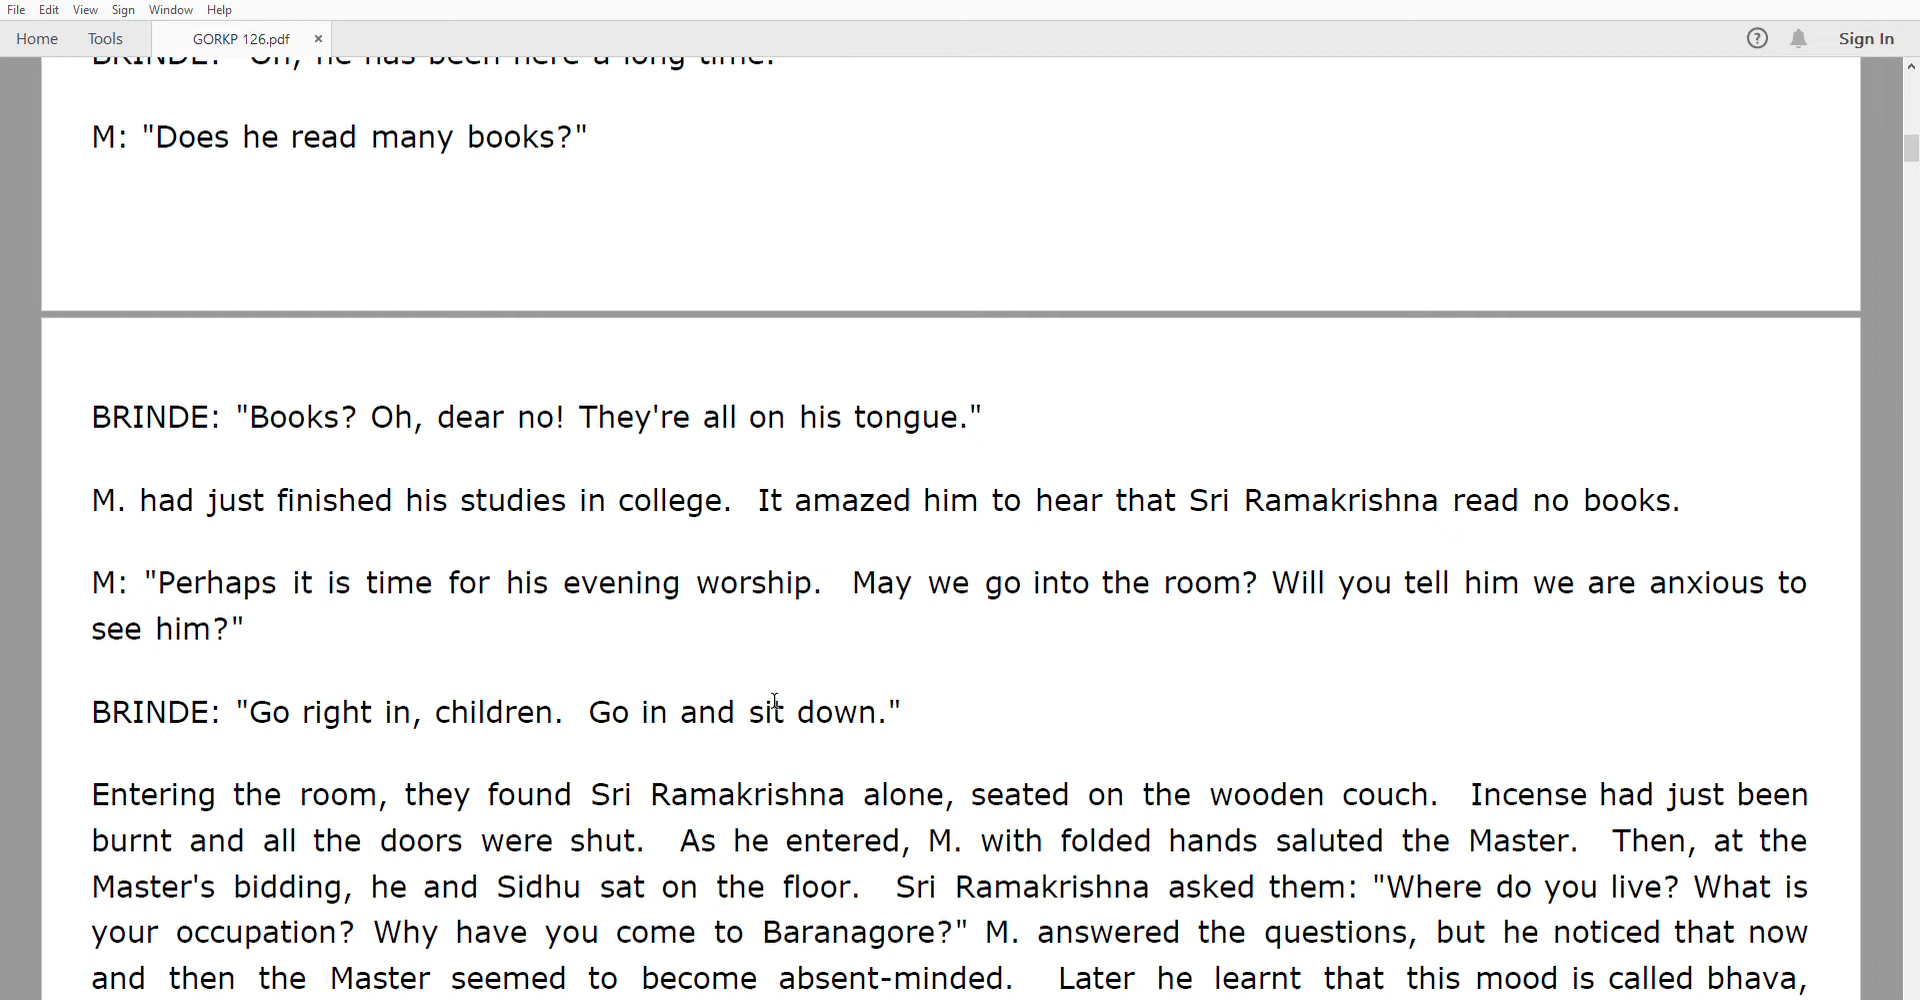 File Edit View Sign Window Help
Home Tools GORKP 126.pdf × ? Sign In
BRINDE: "Oh, he has been here a long time."
M: "Does he read many books?"
BRINDE: "Books? Oh, dear no! They're all on his tongue."
M. had just finished his studies in college. It amazed him to hear that Sri Ramakrishna read no books.
M: "Perhaps it is time for his evening worship. May we go into the room? Will you tell him we are anxious to
see him?"
BRINDE: "Go right in, children. Go in and sit down."
Entering the room, they found Sri Ramakrishna alone, seated on the wooden couch. Incense had just been
burnt and all the doors were shut. As he entered, M. with folded hands saluted the Master. Then, at the
Master's bidding, he and Sidhu sat on the floor. Sri Ramakrishna asked them: "Where do you live? What is
your occupation? Why have you come to Baranagore?" M. answered the questions, but he noticed that now
and then the Master seemed to become absent-minded. Later he learnt that this mood is called bhava,